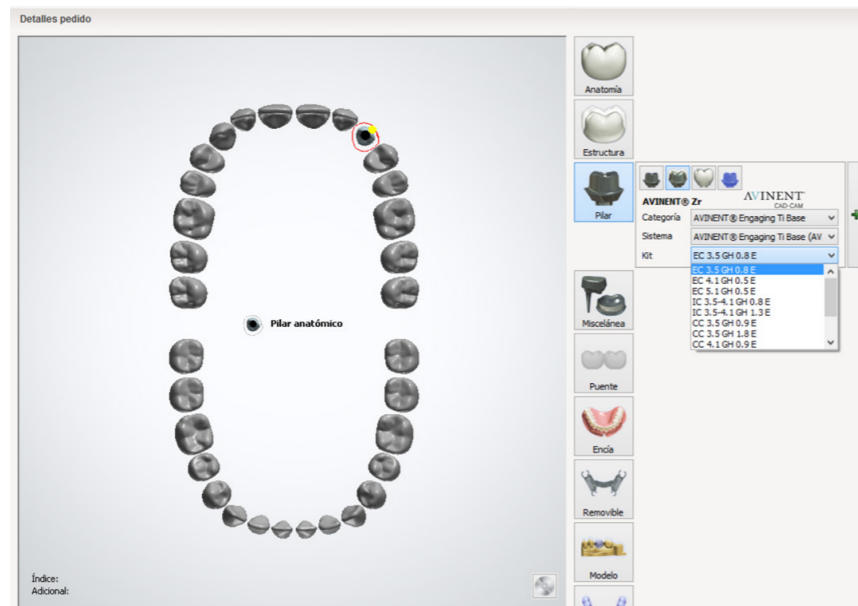 Detalles pedido
Anatomía
Estructura
Pilar
AVINENT® Zr
AVINENT
CAD-CAM
Categoría AVINENT® Engaging Ti Base
Sistema AVINENT® Engaging Ti Base (AV
Kit EC 3.5 GH 0.8 E
EC 3.5 GH 0.8 E
EC 4.1 GH 0.5 E
EC 5.1 GH 0.5 E
IC 3.5-4.1 GH 0.8 E
IC 3.5-4.1 GH 1.3 E
CC 3.5 GH 0.9 E
CC 3.5 GH 1.8 E
CC 4.1 GH 0.9 E
Pilar anatómico
Miscelánea
Puente
Encía
Removible
Modelo
Índice:
Adicional: